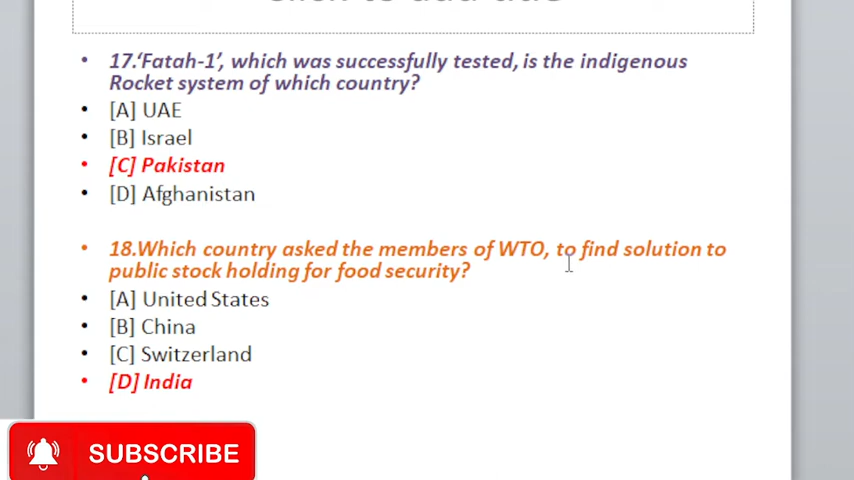 17.‘Fatah-1’, which was successfully tested, is the indigenous
Rocket system of which country?
[A] UAE
[B] Israel
[C] Pakistan
[D] Afghanistan
18.Which country asked the members of WTO, to find solution to
public stock holding for food security?
[A] United States
[B] China
[C] Switzerland
[D] India
SUBSCRIBE